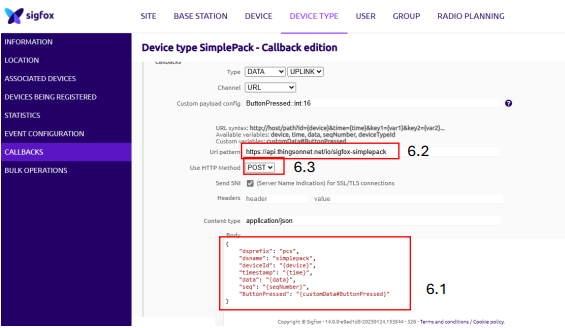 sigfox
SITE BASE STATION DEVICE DEVICE TYPE USER GROUP RADIO PLANNING
INFORMATION
LOCATION
ASSOCIATED DEVICES
DEVICES BEING REGISTERED
STATISTICS
EVENT CONFIGURATION
CALLBACKS
BULK OPERATIONS
Device type SimplePack - Callback edition
Callbacks
Type DATA UPLINK
Channel URL
Custom payload config ButtonPressed::int:16
URL syntax: http://host/path?id={device}&time={time}&key1={var1}&key2={var2}...
Available variables: device, time, data, seqNumber, deviceTypeId
Custom variables: customData#ButtonPressed
Url pattern https://api.thingsonnet.net/io/sigfox-simplepack 6.2
Use HTTP Method POST 6.3
Send SNI (Server Name Indication) for SSL/TLS connections
Headers header value
Content type application/json
Body
{
"dsprefix": "pcs",
"dsname": "simplepack",
"deviceId": "{device}",
"timestamp": "{time}",
"data": "{data}",
"seq": "{seqNumber}",
"ButtonPressed": "{customData#ButtonPressed}"
}
6.1
Copyright © Sigfox - Terms and conditions / Cookie policy.